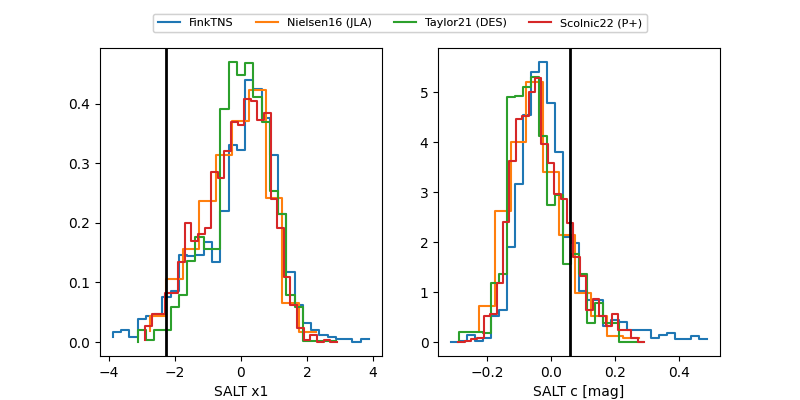 FinkTNS Nielsen16 (JLA) Taylor21 (DES) Scolnic22 (P+)
0.4
0.3
0.2
0.1
0.0
−4 −2 0 2 4
SALT x1
5
4
3
2
1
0
−0.2 0.0 0.2 0.4
SALT c [mag]